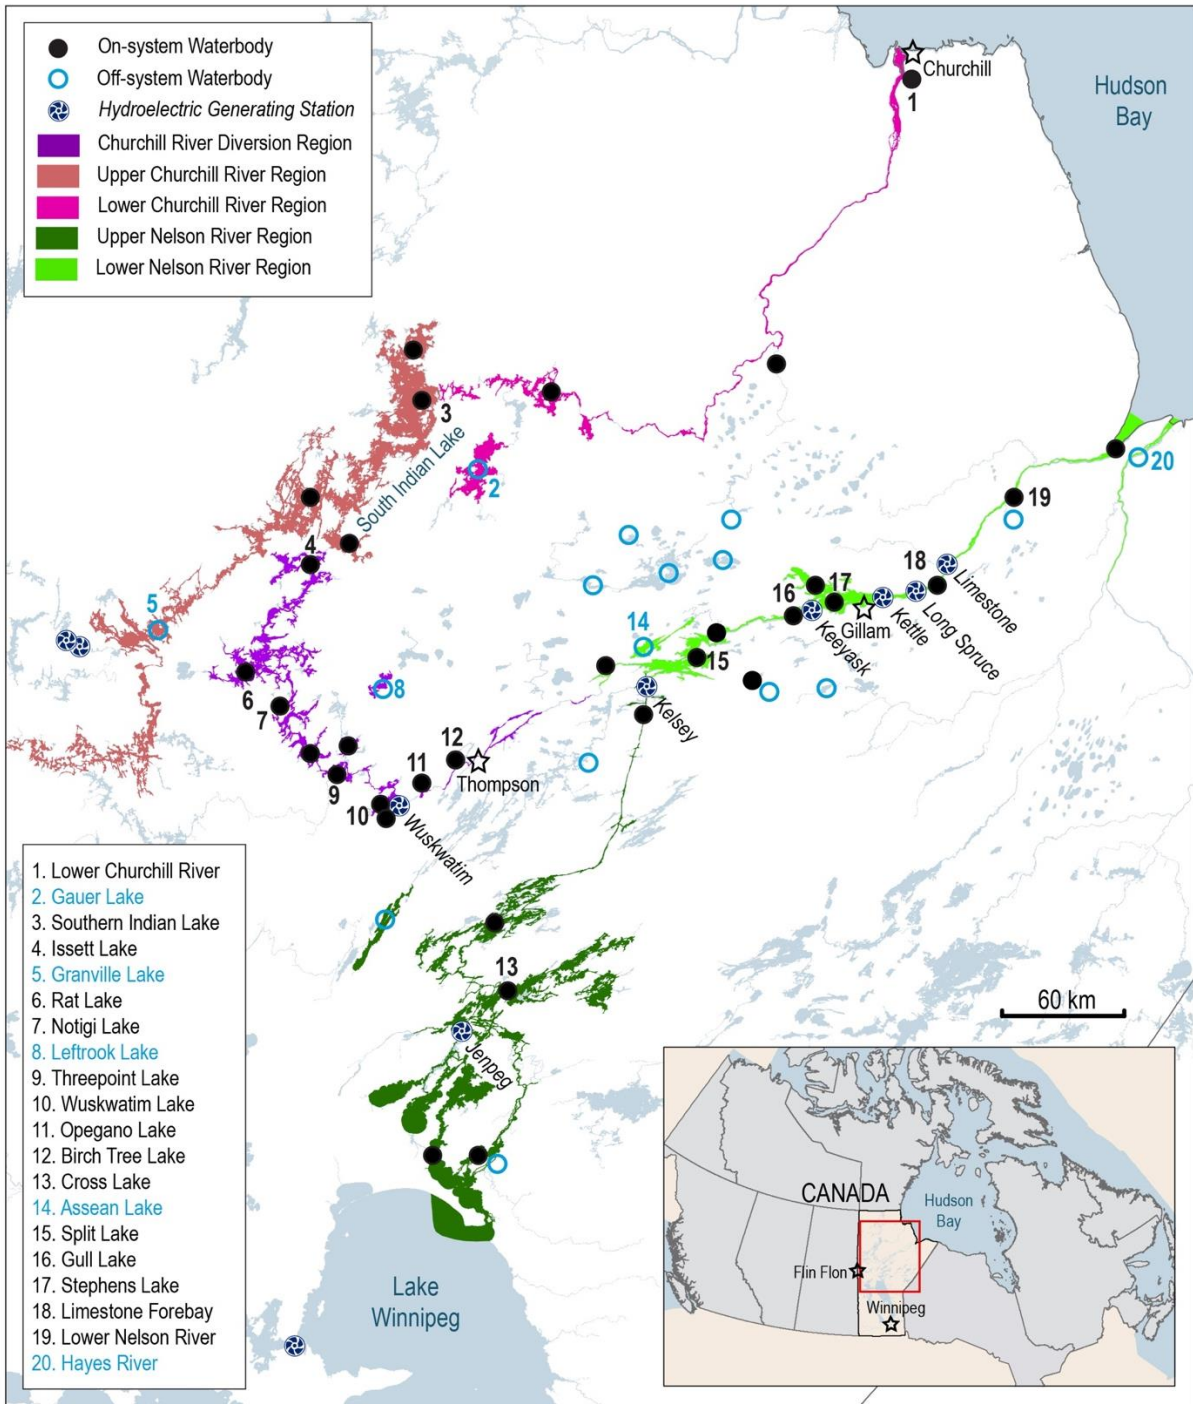 On-system Waterbody
Off-system Waterbody
Hydroelectric Generating Station
Churchill River Diversion Region
Upper Churchill River Region
Lower Churchill River Region
Upper Nelson River Region
Lower Nelson River Region
Churchill
1
Hudson
Bay
3
South Indian Lake
2
20
19
4
18
Limestone
5
17
16
Long Spruce
14
Kettle
Gillam
Keeyask
15
6
8
7
Kelsey
12
Thompson
11
9
10
Wuskwatim
13
60 km
Jenpeg
Lake
Winnipeg
1. Lower Churchill River
2. Gauer Lake
3. Southern Indian Lake
4. Issett Lake
5. Granville Lake
6. Rat Lake
7. Notigi Lake
8. Leftrook Lake
9. Threepoint Lake
10. Wuskwatim Lake
11. Opegano Lake
12. Birch Tree Lake
13. Cross Lake
14. Assean Lake
15. Split Lake
16. Gull Lake
17. Stephens Lake
18. Limestone Forebay
19. Lower Nelson River
20. Hayes River
CANADA
Hudson
Bay
Flin Flon
Winnipeg